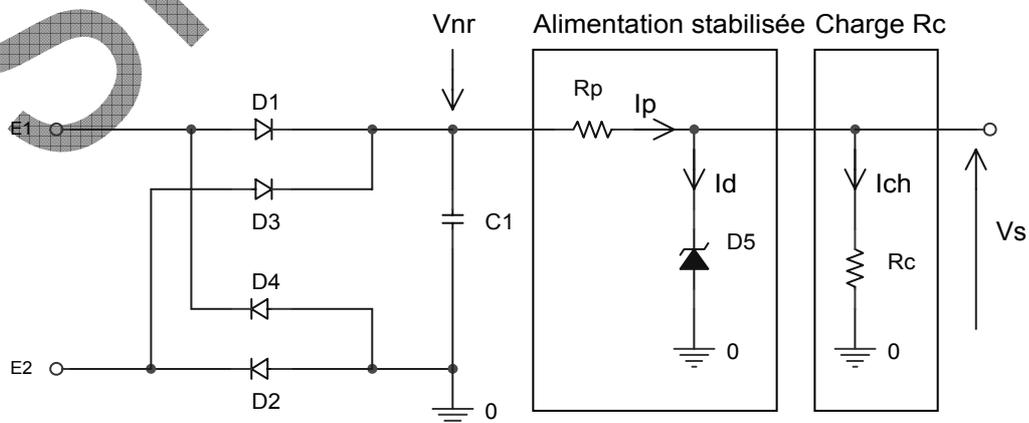 Vnr
Alimentation stabilisée
Charge Rc
D1
Rp
Ip
E1
Id
Ich
D3
C1
D5
Vs
Rc
D4
0
0
E2
D2
0